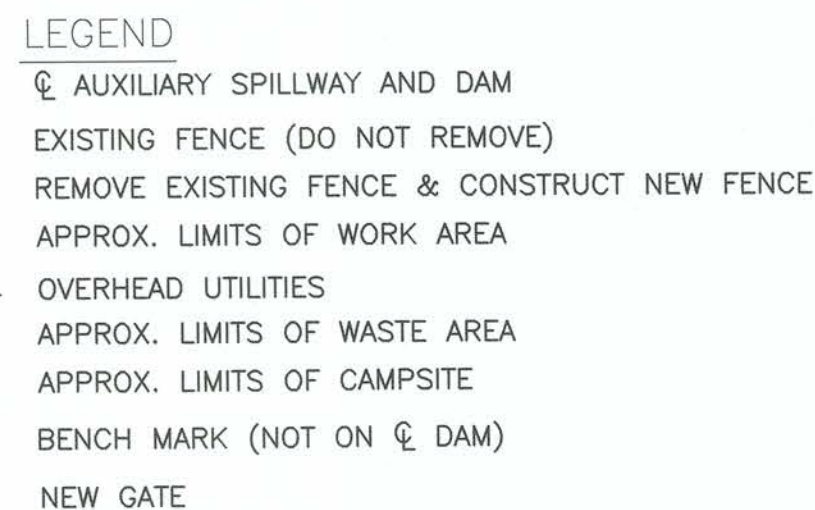 LEGEND
℄ AUXILIARY SPILLWAY AND DAM
EXISTING FENCE (DO NOT REMOVE)
REMOVE EXISTING FENCE & CONSTRUCT NEW FENCE
APPROX. LIMITS OF WORK AREA
OVERHEAD UTILITIES
APPROX. LIMITS OF WASTE AREA
APPROX. LIMITS OF CAMPSITE
BENCH MARK (NOT ON ℄ DAM)
NEW GATE